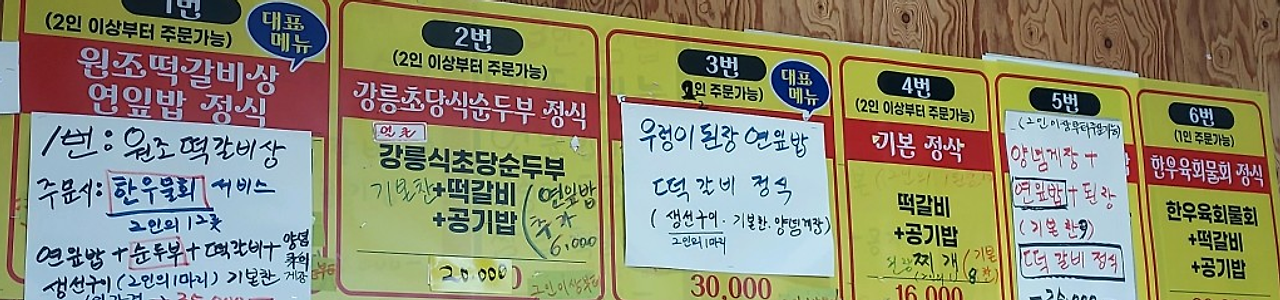 1번
(2인 이상부터 주문가능)
대표
메뉴
원조떡갈비상
연잎밥 정식
1번: 원조떡갈비상
주문시: 한우물회 서비스
2인의 1접
연잎밥 + 순두부 + 떡갈비 + 양념
게장
생선구이 (2인의 1마리) 기본찬
2번
(2인 이상부터 주문가능)
강릉초당식순두부 정식
강릉식초당순두부
기본찬+떡갈비
+공기밥
(연잎밥
추가
6,000
20.000
3번
2인 주문가능)
대표
메뉴
우렁이 된장 연잎밥
떡갈비 정식
(생선구이. 기본찬. 양념게장)
2인의 1마리
30,000
4번
(2인 이상부터 주문가능)
기본 정식
떡갈비
+공기밥
찌개 (기본
찬)
16,000
5번
(2인 이상부터 주문가능)
양념게장 +
연잎밥 + 된장
(기본찬9)
떡갈비 정식
6번
(1인 주문가능)
한우육회물회 정식
한우육회물회
+떡갈비
+공기밥